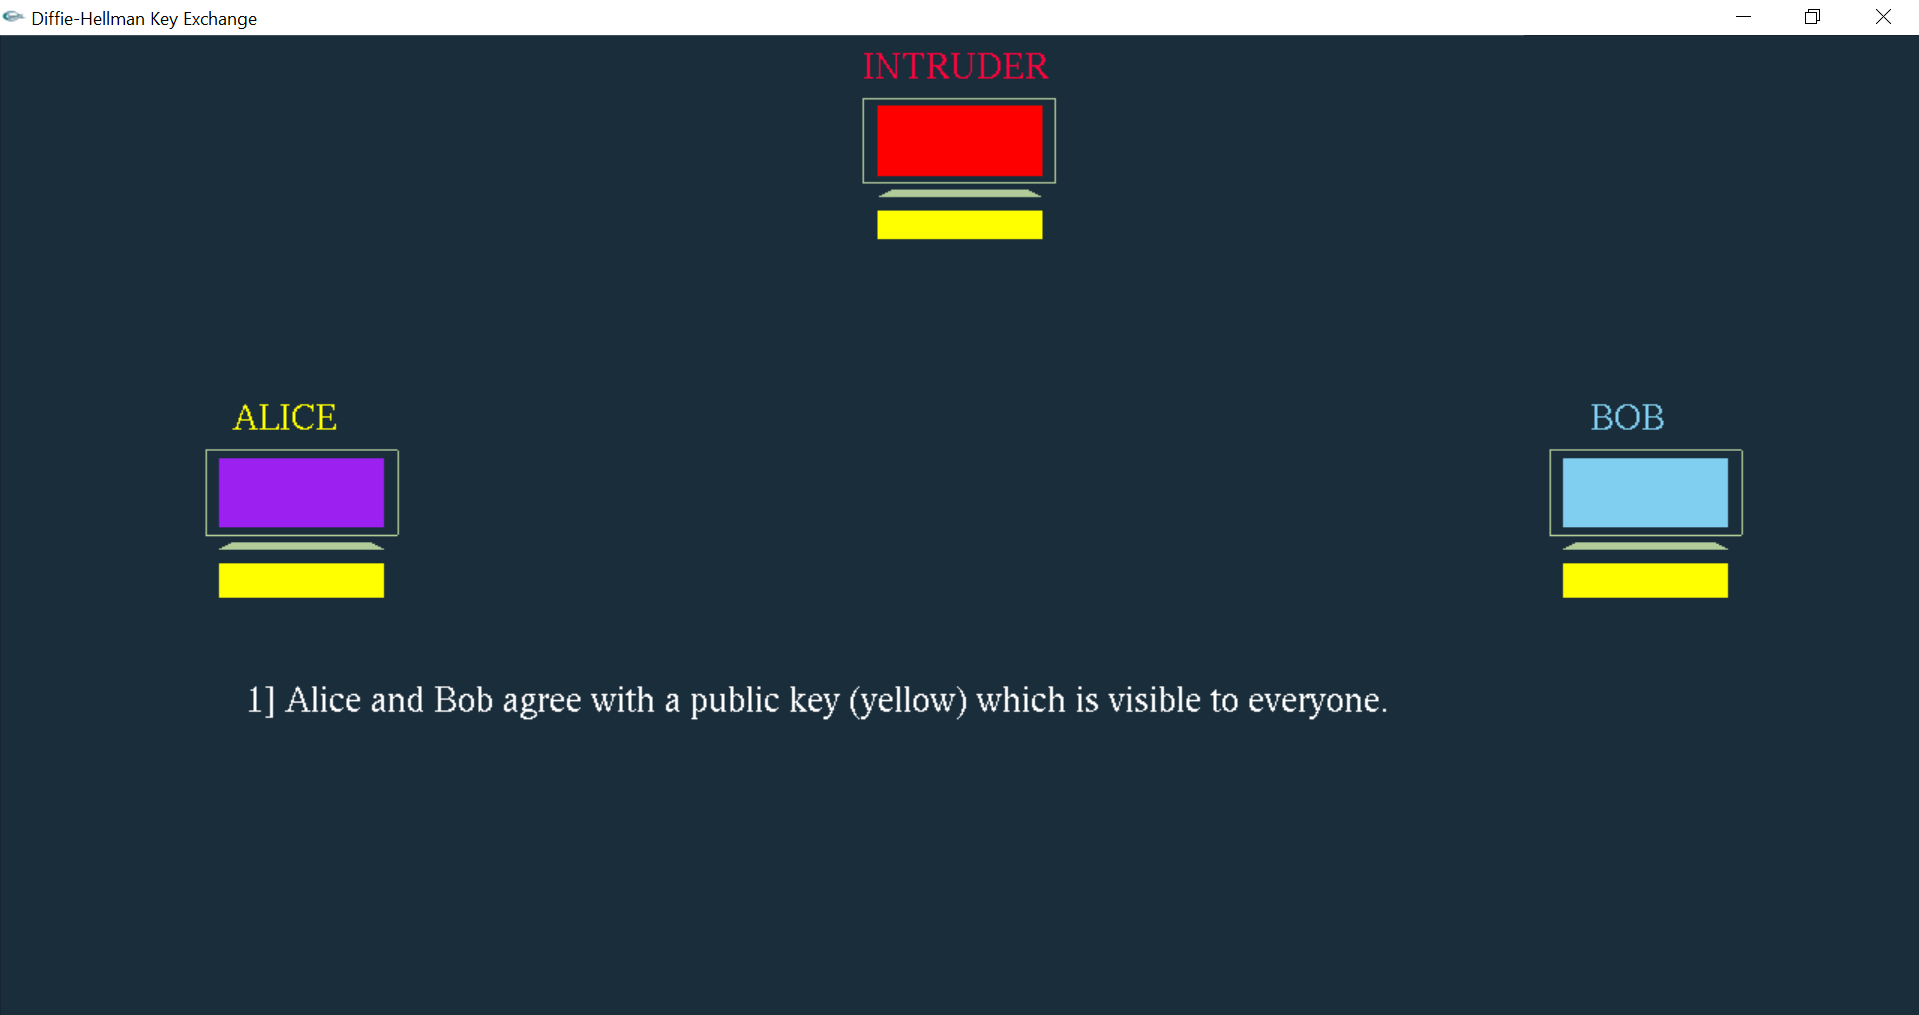 Diffie-Hellman Key Exchange
INTRUDER
ALICE
BOB
1] Alice and Bob agree with a public key (yellow) which is visible to everyone.